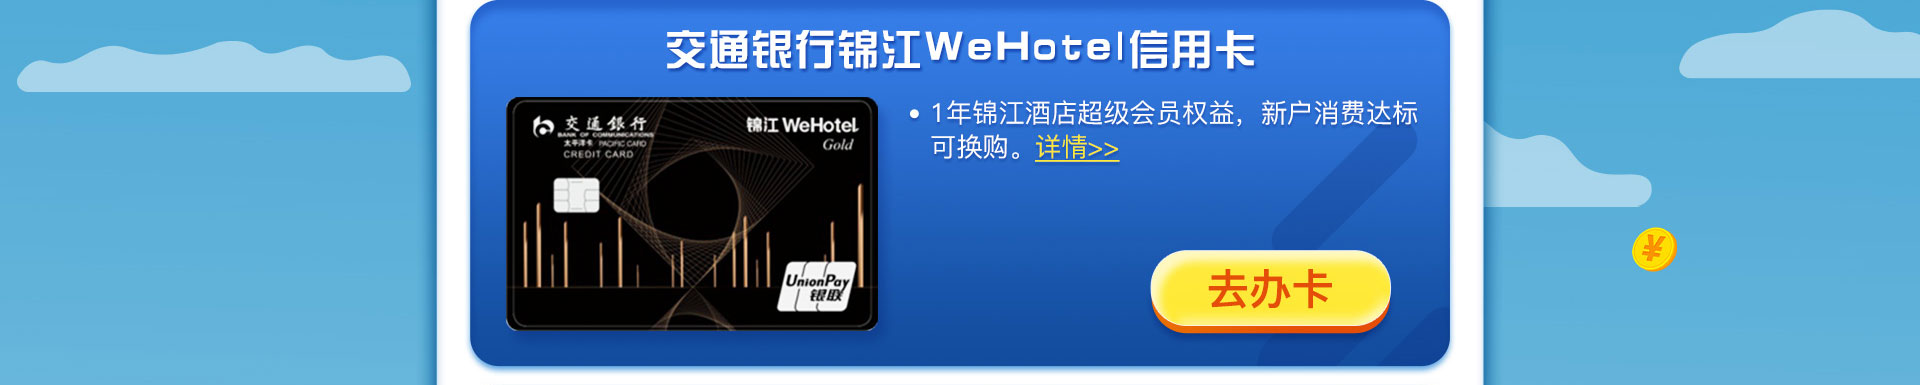 交通银行锦江WeHotel信用卡
交通銀行
BANK OF COMMUNICATIONS
太平洋卡 PACIFIC CARD
CREDIT CARD
锦江 WeHotel
Gold
UnionPay
银联
• 1年锦江酒店超级会员权益，新户消费达标
可换购。详情>>
去办卡
¥